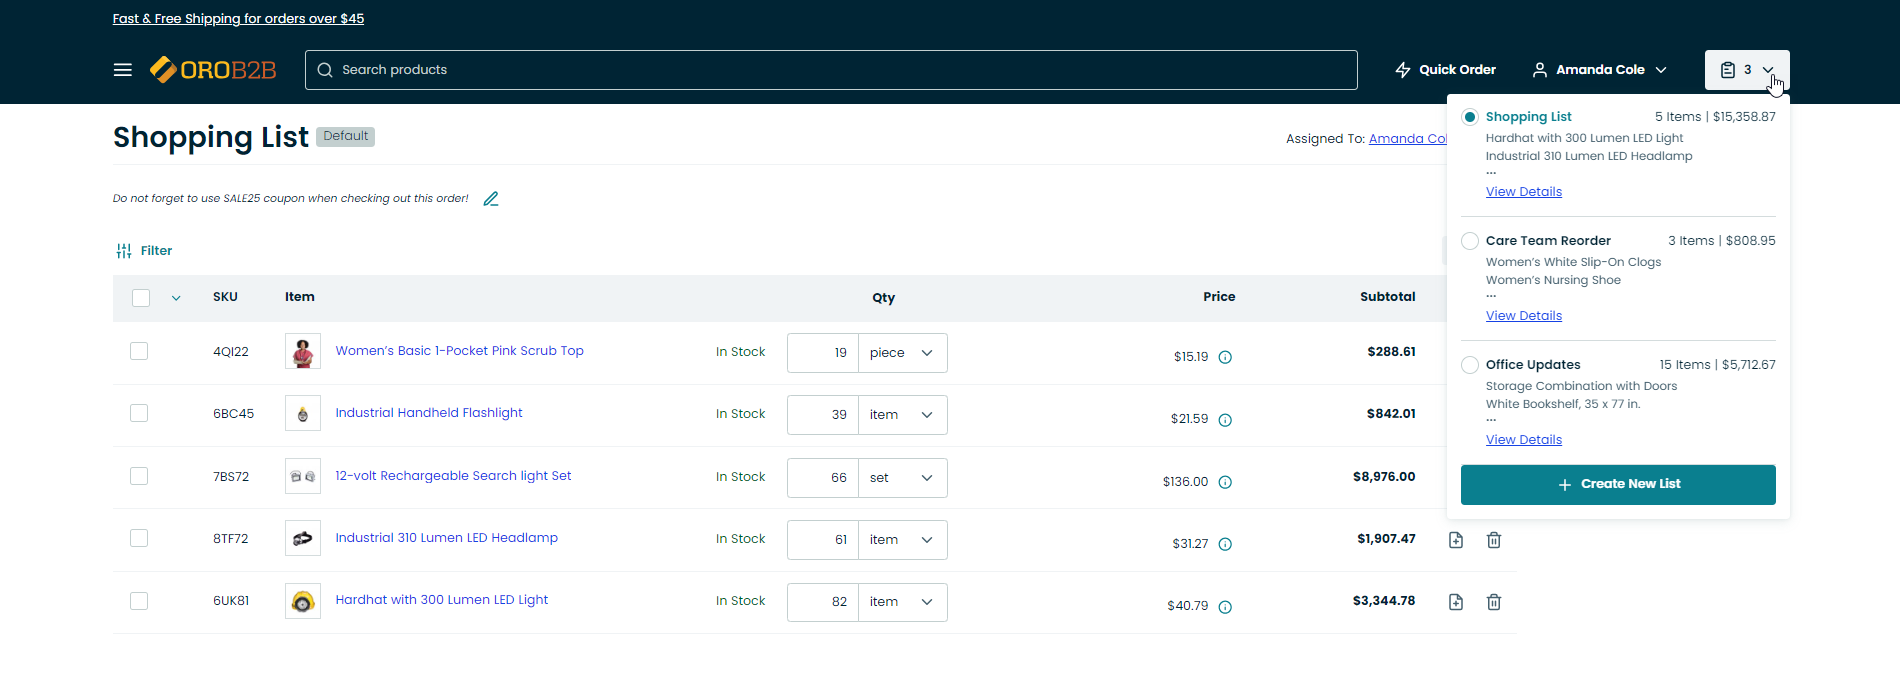 Fast & Free Shipping for orders over $45
OROB2B
Search products
Quick Order
Amanda Cole
3
Shopping List Default
Assigned To: Amanda Col
Do not forget to use SALE25 coupon when checking out this order!
Filter
SKU Item Qty Price Subtotal
4QI22 Women's Basic 1-Pocket Pink Scrub Top In Stock 19 piece $15.19 $288.61
6BC45 Industrial Handheld Flashlight In Stock 39 item $21.59 $842.01
7BS72 12-volt Rechargeable Search light Set In Stock 66 set $136.00 $8,976.00
8TF72 Industrial 310 Lumen LED Headlamp In Stock 61 item $31.27 $1,907.47
6UK81 Hardhat with 300 Lumen LED Light In Stock 82 item $40.79 $3,344.78
Shopping List 5 Items | $15,358.87
Hardhat with 300 Lumen LED Light
Industrial 310 Lumen LED Headlamp
...
View Details
Care Team Reorder 3 Items | $808.95
Women's White Slip-On Clogs
Women's Nursing Shoe
...
View Details
Office Updates 15 Items | $5,712.67
Storage Combination with Doors
White Bookshelf, 35 x 77 in.
...
View Details
+ Create New List